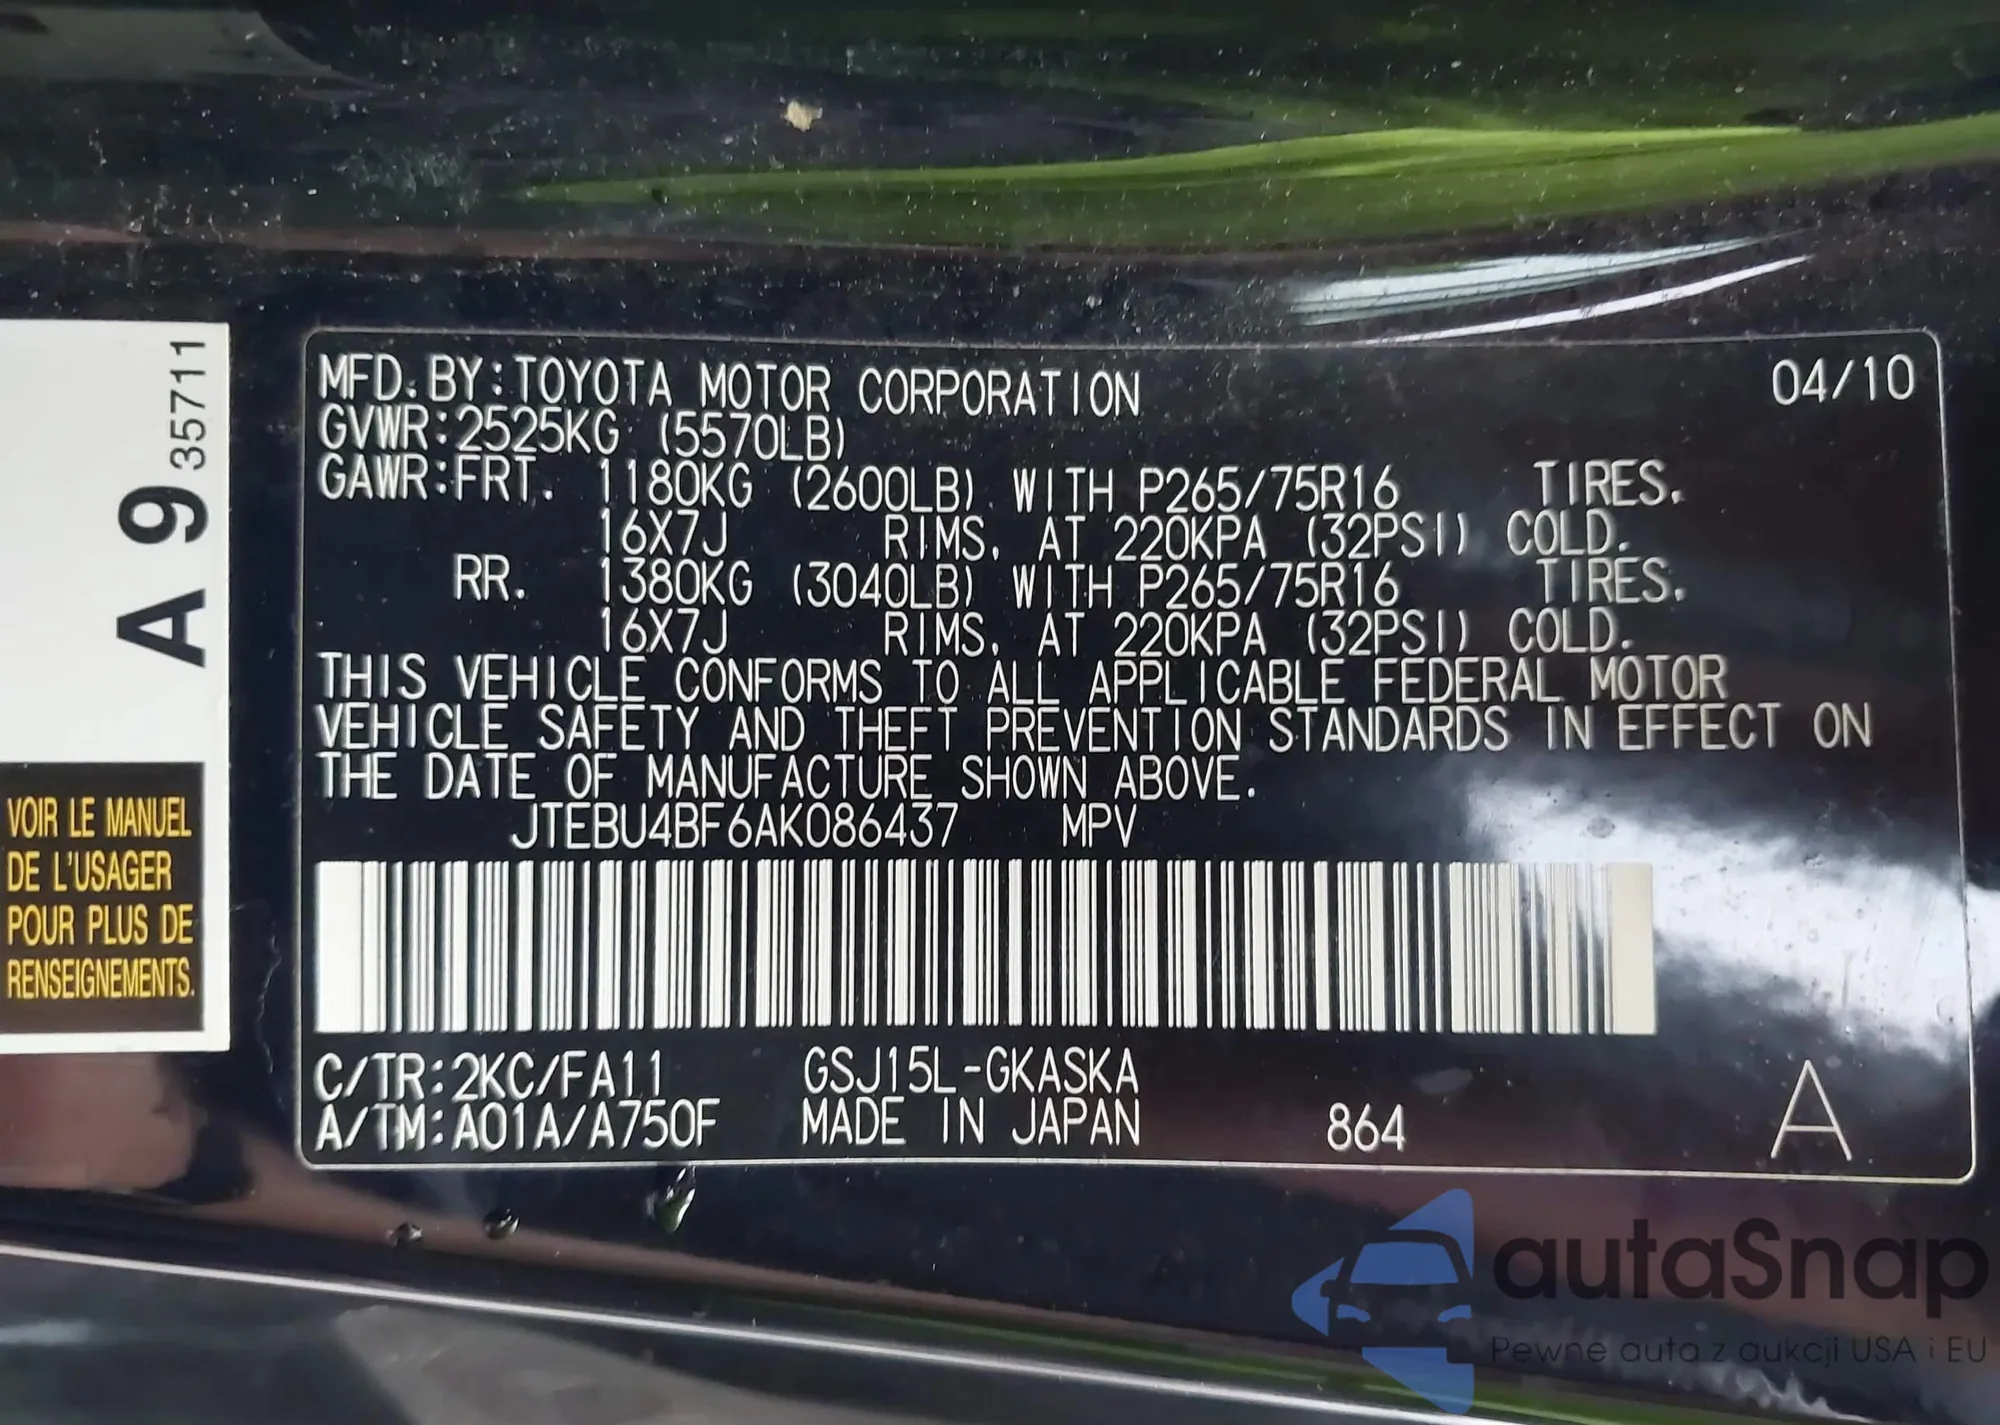 A 9 35711
VOIR LE MANUEL
DE L'USAGER
POUR PLUS DE
RENSEIGNEMENTS.
MFD. BY: TOYOTA MOTOR CORPORATION 04/10
GVWR: 2525KG (5570LB)
GAWR: FRT. 1180KG (2600LB) WITH P265/75R16 TIRES.
16X7J RIMS, AT 220KPA (32PSI) COLD.
RR. 1380KG (3040LB) WITH P265/75R16 TIRES.
16X7J RIMS, AT 220KPA (32PSI) COLD.
THIS VEHICLE CONFORMS TO ALL APPLICABLE FEDERAL MOTOR
VEHICLE SAFETY AND THEFT PREVENTION STANDARDS IN EFFECT ON
THE DATE OF MANUFACTURE SHOWN ABOVE.
JTEBU4BF6AK086437 MPV
C/TR: 2KC/FA11 GSJ15L-GKASKA
A/TM: A01A/A750F MADE IN JAPAN 864 A
autaSnap
Pewne auta z aukcji USA i EU